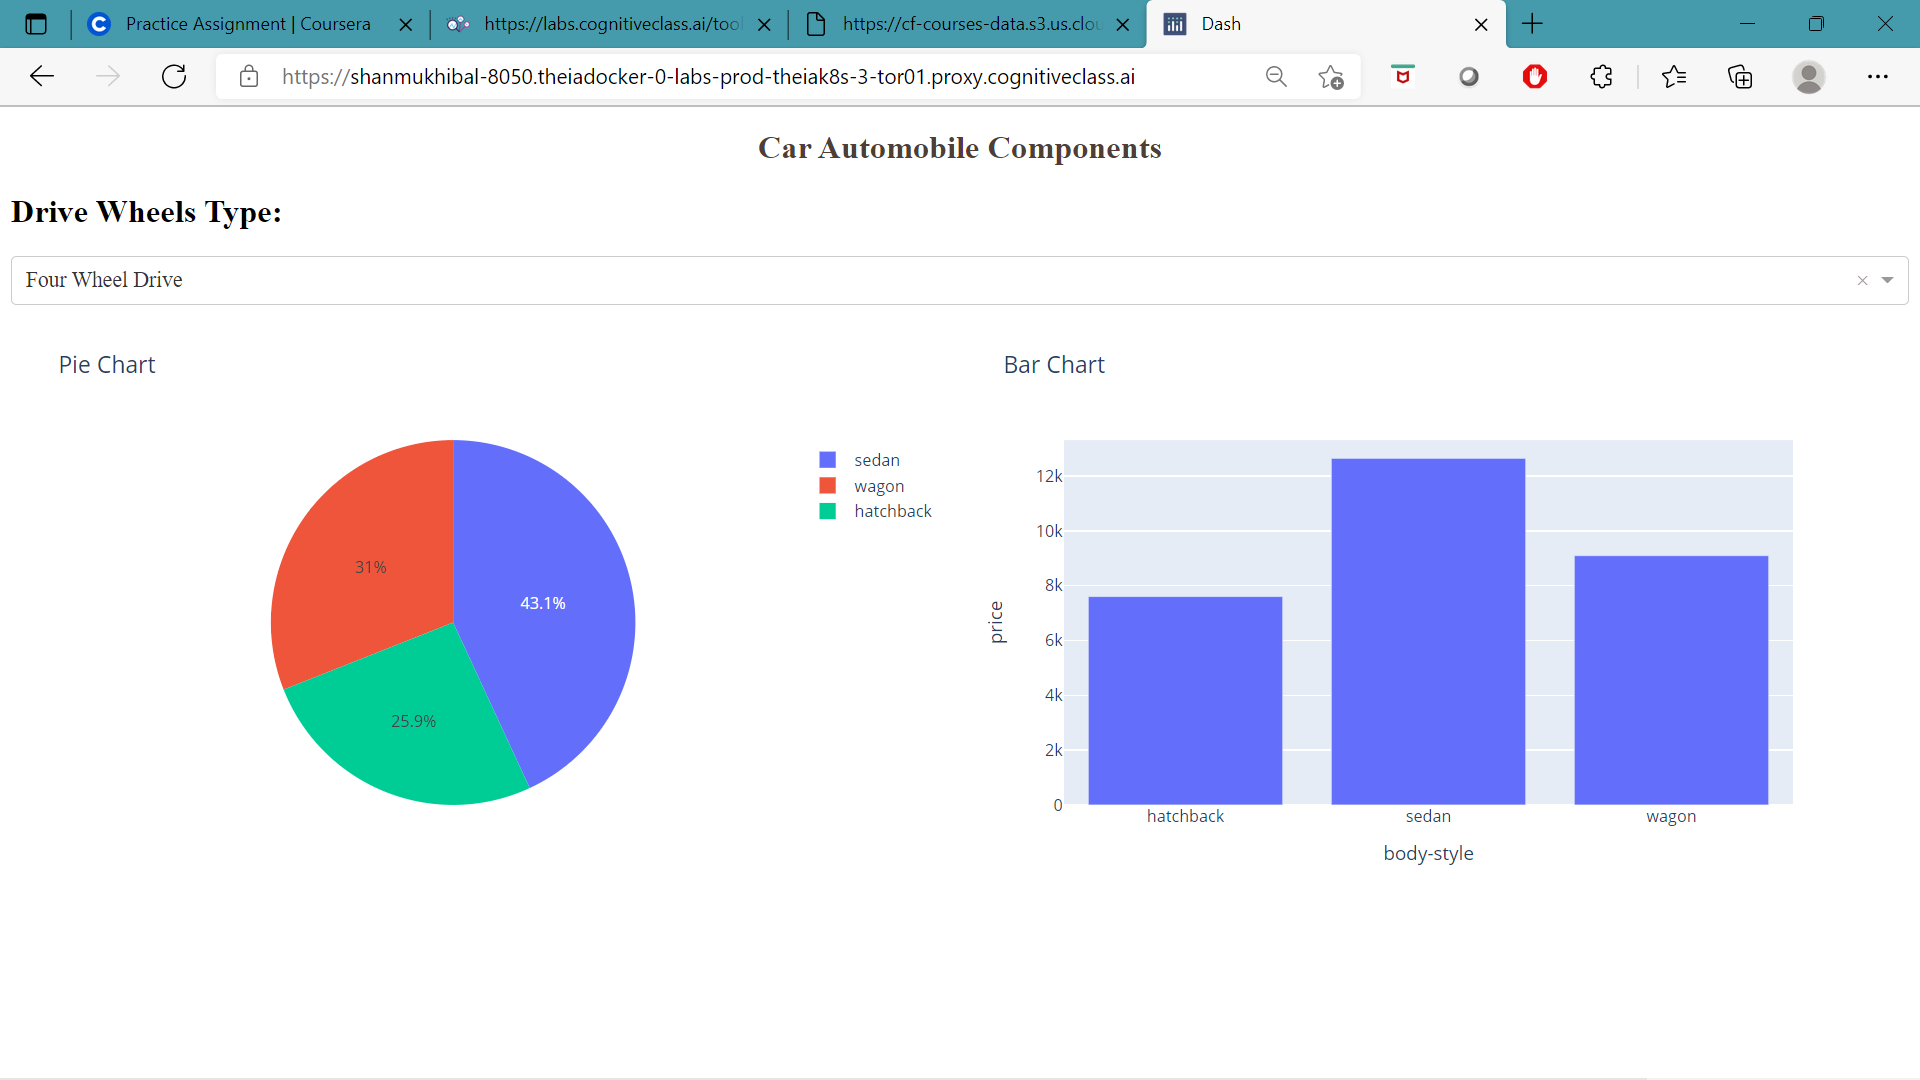 Practice Assignment | Coursera
https://labs.cognitiveclass.ai/tool
https://cf-courses-data.s3.us.clou
Dash
https://shanmukhibal-8050.theiadocker-0-labs-prod-theiak8s-3-tor01.proxy.cognitiveclass.ai
Car Automobile Components
Drive Wheels Type:
Four Wheel Drive
Pie Chart
31%
43.1%
25.9%
sedan
wagon
hatchback
Bar Chart
12k
10k
8k
6k
4k
2k
0
price
hatchback sedan wagon
body-style